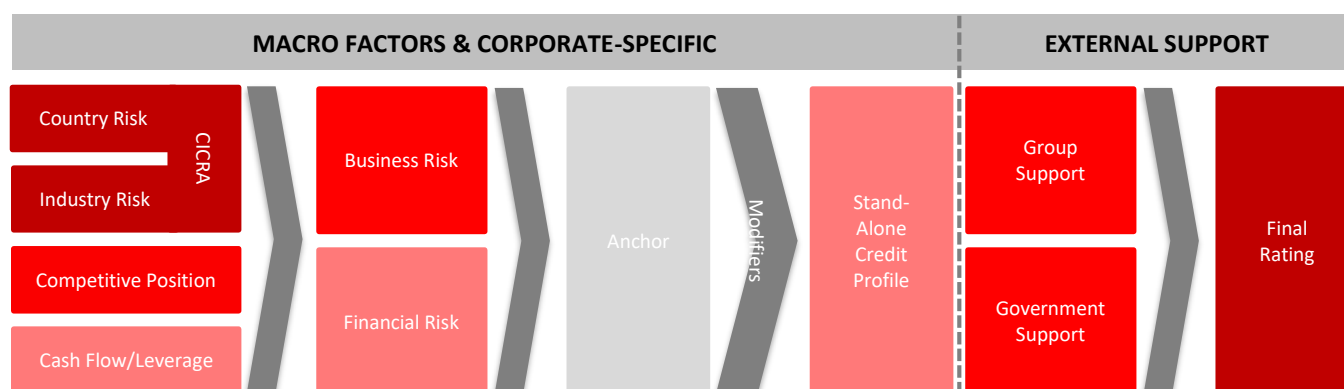 MACRO FACTORS & CORPORATE-SPECIFIC
EXTERNAL SUPPORT
Country Risk
CICRA
Industry Risk
Competitive Position
Cash Flow/Leverage
Business Risk
Financial Risk
Anchor
Modifiers
Stand-
Alone
Credit
Profile
Group
Support
Government
Support
Final
Rating